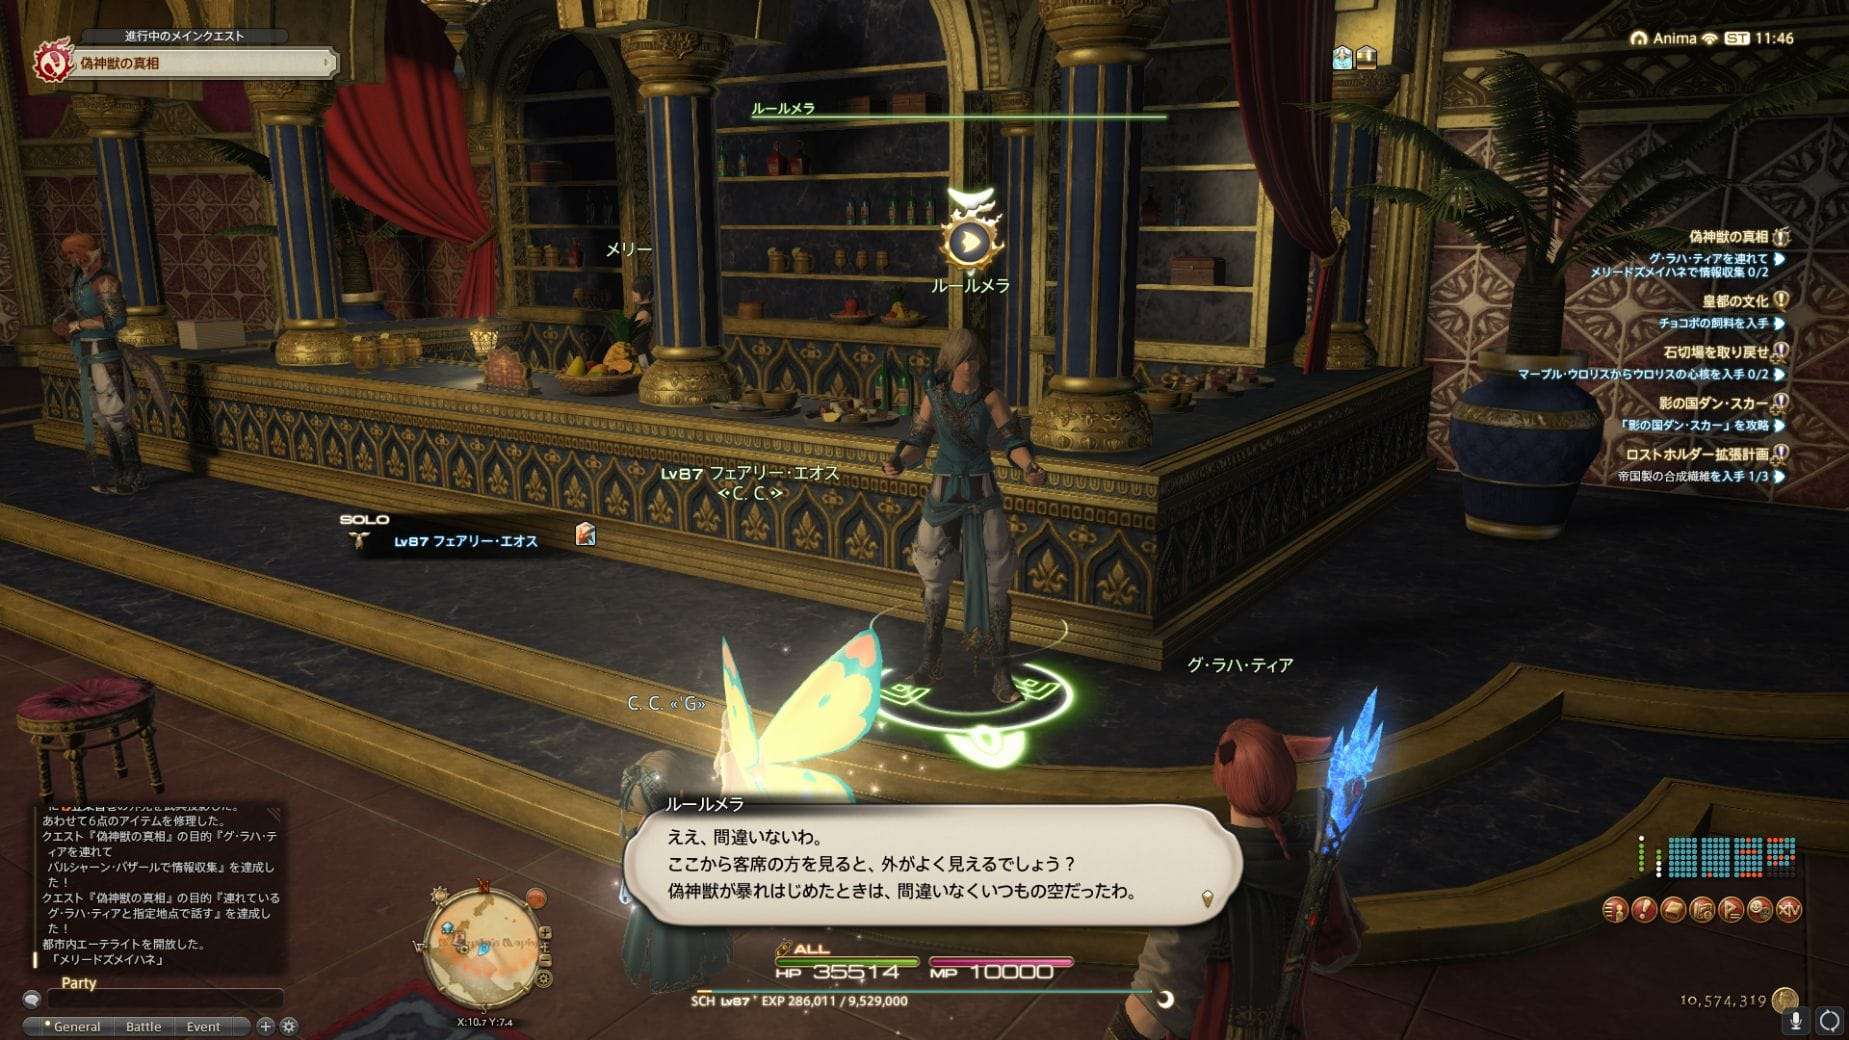 進行中のメインクエスト
偽神獣の真相
Anima ST 11:46
ルールメラ
メリー
ルールメラ
偽神獣の真相
グ・ラハ・ティアを連れて
メリードズメイハネで情報収集 0/2
皇都の文化
チョコボの飼料を入手
石切場を取り戻せ
マーブル・ウロリスからウロリスの心核を入手 0/2
影の国ダン・スカー
「影の国ダン・スカー」を攻略
ロストホルダー拡張計画
帝国製の合成繊維を入手 1/3
Lv87 フェアリー・エオス
<<C. C.>>
SOLO
Lv87 フェアリー・エオス
グ・ラハ・ティア
C. C. «'G»
ルールメラ
ええ、間違いないわ。
ここから客席の方を見ると、外がよく見えるでしょう？
偽神獣が暴れはじめたときは、間違いなくいつもの空だったわ。
あわせて6点のアイテムを修理した。
クエスト『偽神獣の真相』の目的『グ・ラハ・テ
ィアを連れて
バルシャーン・バザールで情報収集』を達成し
た！
クエスト『偽神獣の真相』の目的『連れている
グ・ラハ・ティアと指定地点で話す』を達成し
た！
都市内エーテライトを開放した。
「メリードズメイハネ」
Party
General Battle Event
X:10.7 Y:7.4
ALL
HP 35514 MP 10000
SCH Lv87 EXP 286,011 / 9,529,000
10,574,319
XIV